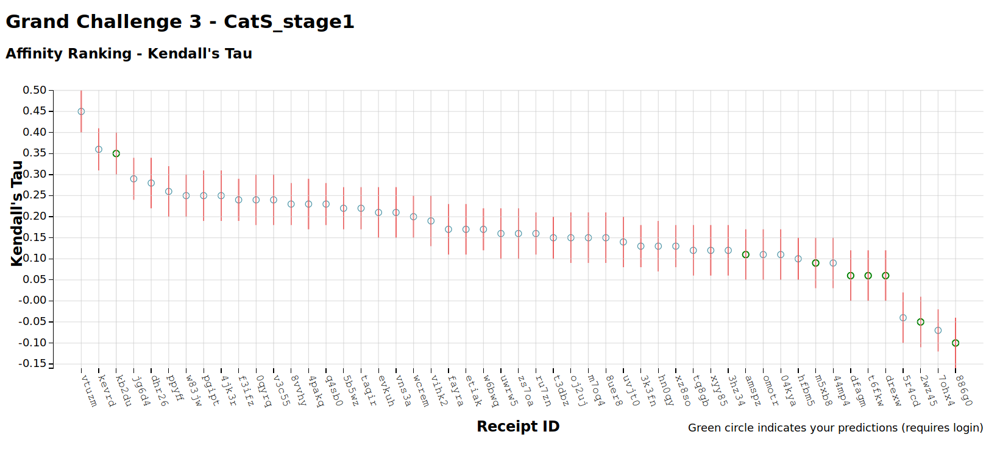 Grand Challenge 3 - CatS_stage1
Affinity Ranking - Kendall's Tau
Kendall's Tau
0.50
0.45
0.40
0.35
0.30
0.25
0.20
0.15
0.10
0.05
-0.00
-0.05
-0.10
-0.15
vtuzm
kevrd
kb2du
jg6d4
dhr26
ppyff
w83jw
pgipt
4jk3r
f3ifz
0qyrq
v3c55
8vvhy
4pakq
q4sb0
5b5wz
taqir
evkuh
vns3a
wcrem
vihk2
fayra
etiak
w6bwq
uwrw5
zs7oa
ru7zn
t3dbz
oj2uj
m7oq4
8uer8
uvjt0
3k3fn
hn0qy
xz8so
tq8gb
xyy85
3hz34
amspz
omotr
04kya
hfbm5
m5xb8
44mp4
dfaqm
t6fkw
drexw
5r4cd
2wz45
7ohx4
886g0
Receipt ID
Green circle indicates your predictions (requires login)